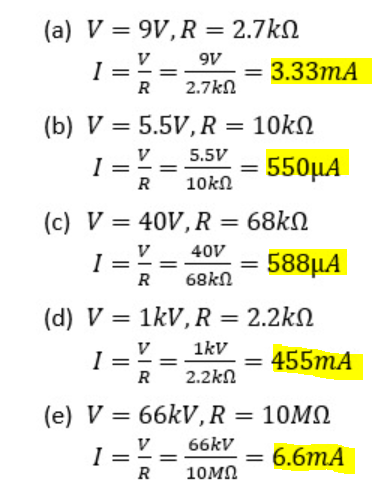 (a) V = 9V, R = 2.7kΩ
I = V/R = 9V/2.7kΩ = 3.33mA
(b) V = 5.5V, R = 10kΩ
I = V/R = 5.5V/10kΩ = 550μA
(c) V = 40V, R = 68kΩ
I = V/R = 40V/68kΩ = 588μA
(d) V = 1kV, R = 2.2kΩ
I = V/R = 1kV/2.2kΩ = 455mA
(e) V = 66kV, R = 10MΩ
I = V/R = 66kV/10MΩ = 6.6mA